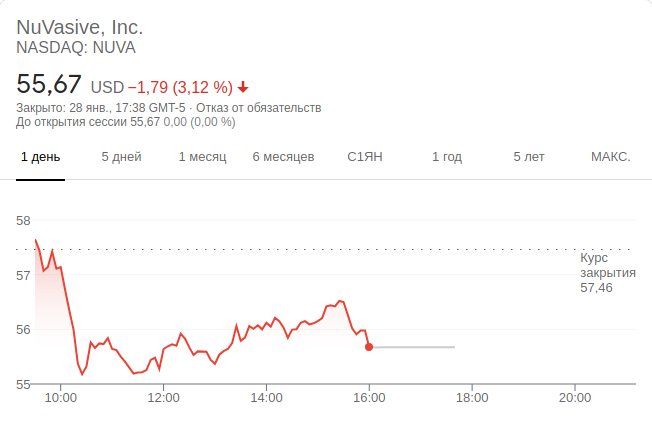 NuVasive, Inc.
NASDAQ: NUVA
55,67 USD −1,79 (3,12 %)
Закрыто: 28 янв., 17:38 GMT-5 · Отказ от обязательств
До открытия сессии 55,67 0,00 (0,00 %)
1 день 5 дней 1 месяц 6 месяцев С1ЯН 1 год 5 лет МАКС.
58
57
56
55
Курс
закрытия
57,46
10:00 12:00 14:00 16:00 18:00 20:00